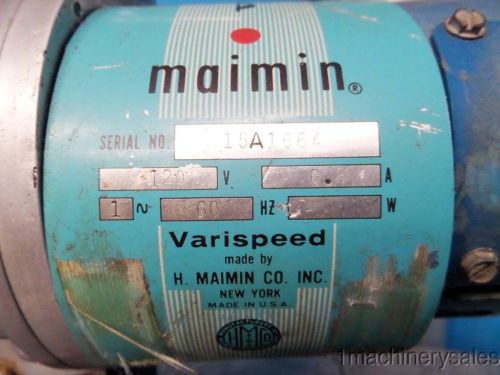 maimin®
SERIAL NO. 15A1664
120 V. A
1 ~ 60 HZ W
Varispeed
made by
H. MAIMIN CO. INC.
NEW YORK
MADE IN U.S.A.
1machinerysales